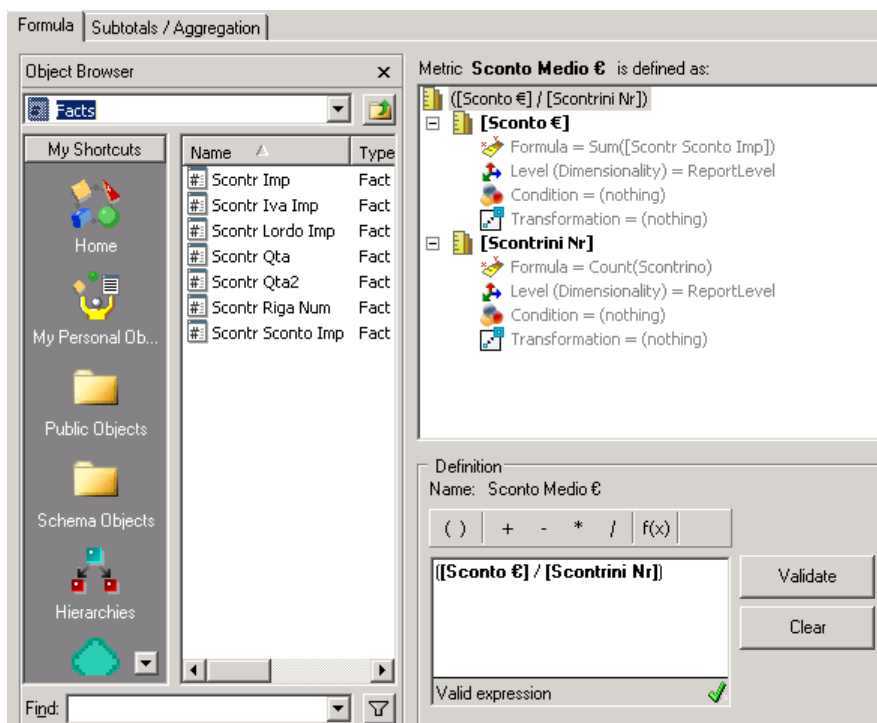 Formula
Subtotals / Aggregation
Object Browser
×
Facts
My Shortcuts
Home
My Personal Ob...
Public Objects
Schema Objects
Hierarchies
Name
Type
Scontr Imp Fact
Scontr Iva Imp Fact
Scontr Lordo Imp Fact
Scontr Qta Fact
Scontr Qta2 Fact
Scontr Riga Num Fact
Scontr Sconto Imp Fact
Find:
Metric Sconto Medio € is defined as:
([Sconto €] / [Scontrini Nr])
[Sconto €]
Formula = Sum([Scontr Sconto Imp])
Level (Dimensionality) = ReportLevel
Condition = (nothing)
Transformation = (nothing)
[Scontrini Nr]
Formula = Count(Scontrino)
Level (Dimensionality) = ReportLevel
Condition = (nothing)
Transformation = (nothing)
Definition
Name: Sconto Medio €
( ) + - * / f(x)
([Sconto €] / [Scontrini Nr])
Valid expression
Validate
Clear